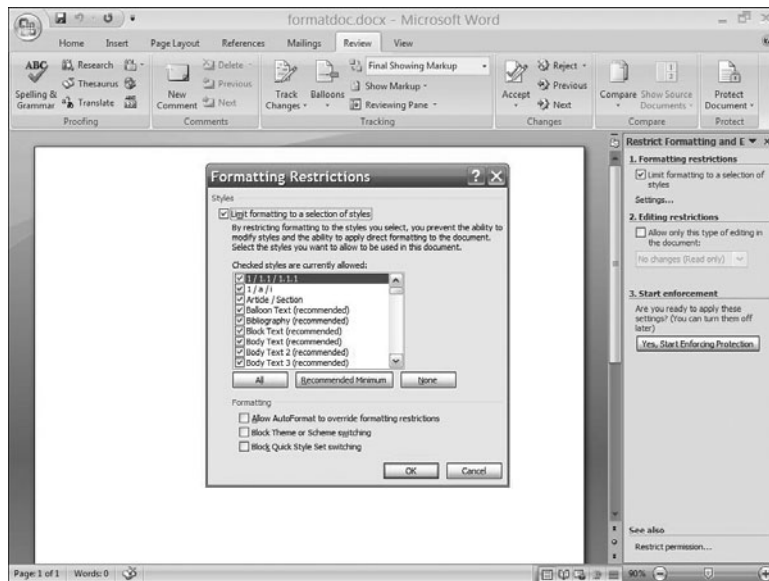 formatdoc.docx - Microsoft Word
Home Insert Page Layout References Mailings Review View
ABC
Spelling & Grammar
Research
Thesaurus
Translate
Proofing
New Comment
Delete
Previous
Next
Comments
Track Changes
Balloons
Final Showing Markup
Show Markup
Reviewing Pane
Tracking
Accept
Reject
Previous
Next
Changes
Compare
Show Source Documents
Compare
Protect Document
Protect
Formatting Restrictions
Styles
Limit formatting to a selection of styles
By restricting formatting to the styles you select, you prevent the ability to
modify styles and the ability to apply direct formatting to the document.
Select the styles you want to allow to be used in this document.
Checked styles are currently allowed:
1 / 1.1 / 1.1.1
1 / a / i
Article / Section
Balloon Text (recommended)
Bibliography (recommended)
Block Text (recommended)
Body Text (recommended)
Body Text 2 (recommended)
Body Text 3 (recommended)
All Recommended Minimum None
Formatting
Allow AutoFormat to override formatting restrictions
Block Theme or Scheme switching
Block Quick Style Set switching
OK Cancel
Restrict Formatting and E
1. Formatting restrictions
Limit formatting to a selection of
styles
Settings...
2. Editing restrictions
Allow only this type of editing in
the document:
No changes (Read only)
3. Start enforcement
Are you ready to apply these
settings? (You can turn them off
later)
Yes, Start Enforcing Protection
See also
Restrict permission...
Page: 1 of 1 Words: 0 90%